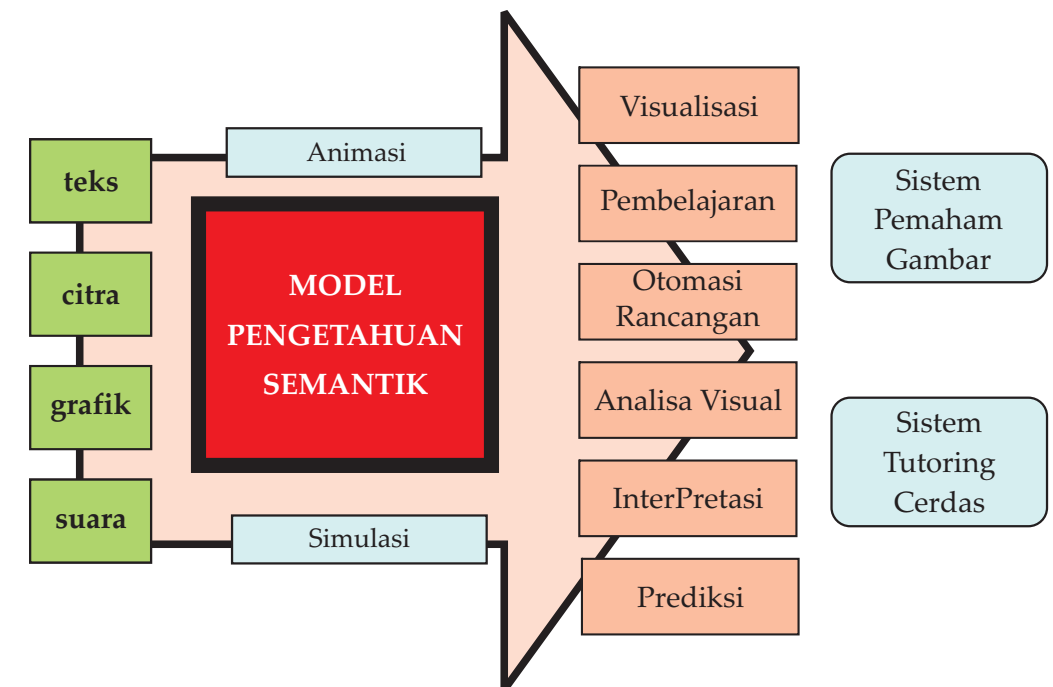 teks
citra
grafik
suara
Animasi
MODEL
PENGETAHUAN
SEMANTIK
Simulasi
Visualisasi
Pembelajaran
Otomasi
Rancangan
Analisa Visual
InterPretasi
Prediksi
Sistem
Pemaham
Gambar
Sistem
Tutoring
Cerdas